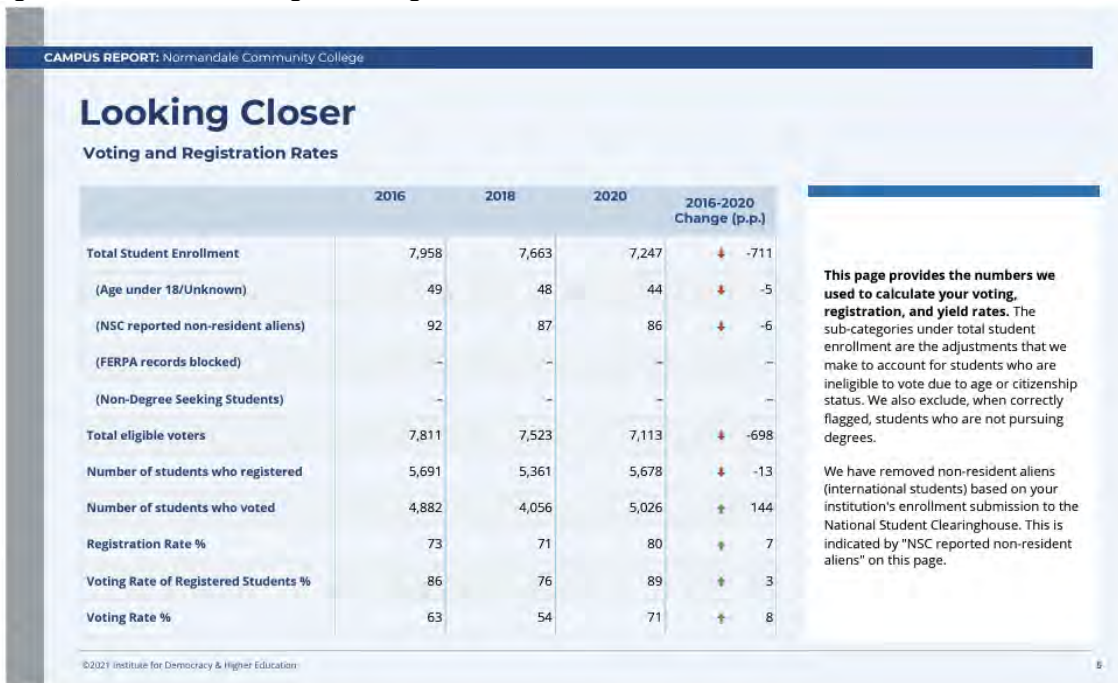 CAMPUS REPORT: Normandale Community College
Looking Closer
Voting and Registration Rates
2016 2018 2020 2016-2020
Change (p.p.)
Total Student Enrollment 7,958 7,663 7,247 -711
(Age under 18/Unknown) 49 48 44 -5
(NSC reported non-resident aliens) 92 87 86 -6
(FERPA records blocked) – – – –
(Non-Degree Seeking Students) – – – –
Total eligible voters 7,811 7,523 7,113 -698
Number of students who registered 5,691 5,361 5,678 -13
Number of students who voted 4,882 4,056 5,026 144
Registration Rate % 73 71 80 7
Voting Rate of Registered Students % 86 76 89 3
Voting Rate % 63 54 71 8
This page provides the numbers we
used to calculate your voting,
registration, and yield rates. The
sub-categories under total student
enrollment are the adjustments that we
make to account for students who are
ineligible to vote due to age or citizenship
status. We also exclude, when correctly
flagged, students who are not pursuing
degrees.
We have removed non-resident aliens
(international students) based on your
institution's enrollment submission to the
National Student Clearinghouse. This is
indicated by "NSC reported non-resident
aliens" on this page.
©2021 Institute for Democracy & Higher Education
5